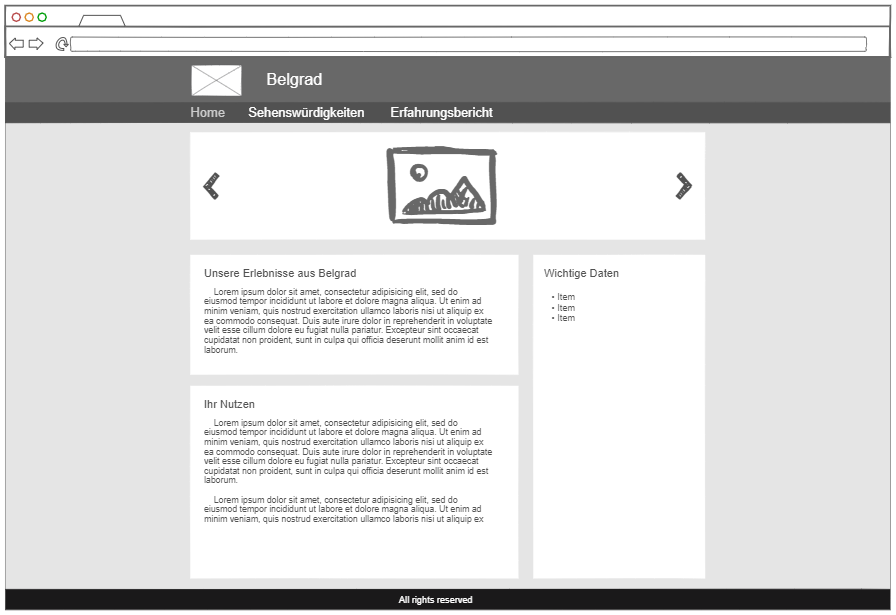 Belgrad
Home Sehenswürdigkeiten Erfahrungsbericht
Unsere Erlebnisse aus Belgrad
Lorem ipsum dolor sit amet, consectetur adipisicing elit, sed do
eiusmod tempor incididunt ut labore et dolore magna aliqua. Ut enim ad
minim veniam, quis nostrud exercitation ullamco laboris nisi ut aliquip ex
ea commodo consequat. Duis aute irure dolor in reprehenderit in voluptate
velit esse cillum dolore eu fugiat nulla pariatur. Excepteur sint occaecat
cupidatat non proident, sunt in culpa qui officia deserunt mollit anim id est
laborum.
Ihr Nutzen
Lorem ipsum dolor sit amet, consectetur adipisicing elit, sed do
eiusmod tempor incididunt ut labore et dolore magna aliqua. Ut enim ad
minim veniam, quis nostrud exercitation ullamco laboris nisi ut aliquip ex
ea commodo consequat. Duis aute irure dolor in reprehenderit in voluptate
velit esse cillum dolore eu fugiat nulla pariatur. Excepteur sint occaecat
cupidatat non proident, sunt in culpa qui officia deserunt mollit anim id est
laborum.
Lorem ipsum dolor sit amet, consectetur adipisicing elit, sed do
eiusmod tempor incididunt ut labore et dolore magna aliqua. Ut enim ad
minim veniam, quis nostrud exercitation ullamco laboris nisi ut aliquip ex
Wichtige Daten
• Item
• Item
• Item
All rights reserved